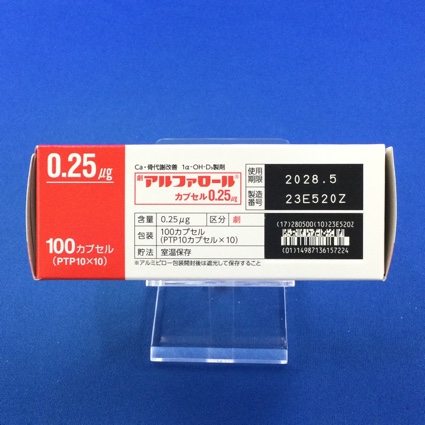 0.25μg
100カプセル
(PTP10×10)
Ca・骨代謝改善 1α-OH-D₃製剤
劇 アルファロール®
カプセル0.25μg
含量 0.25μg 区分 劇
包装 100カプセル
(PTP10カプセル×10)
貯法 室温保存
※アルミピロー包装開封後は遮光して保存すること
使用期限 2028.5
製造番号 23E520Z
(17)280500(10)23E520Z
(01)14987136157224